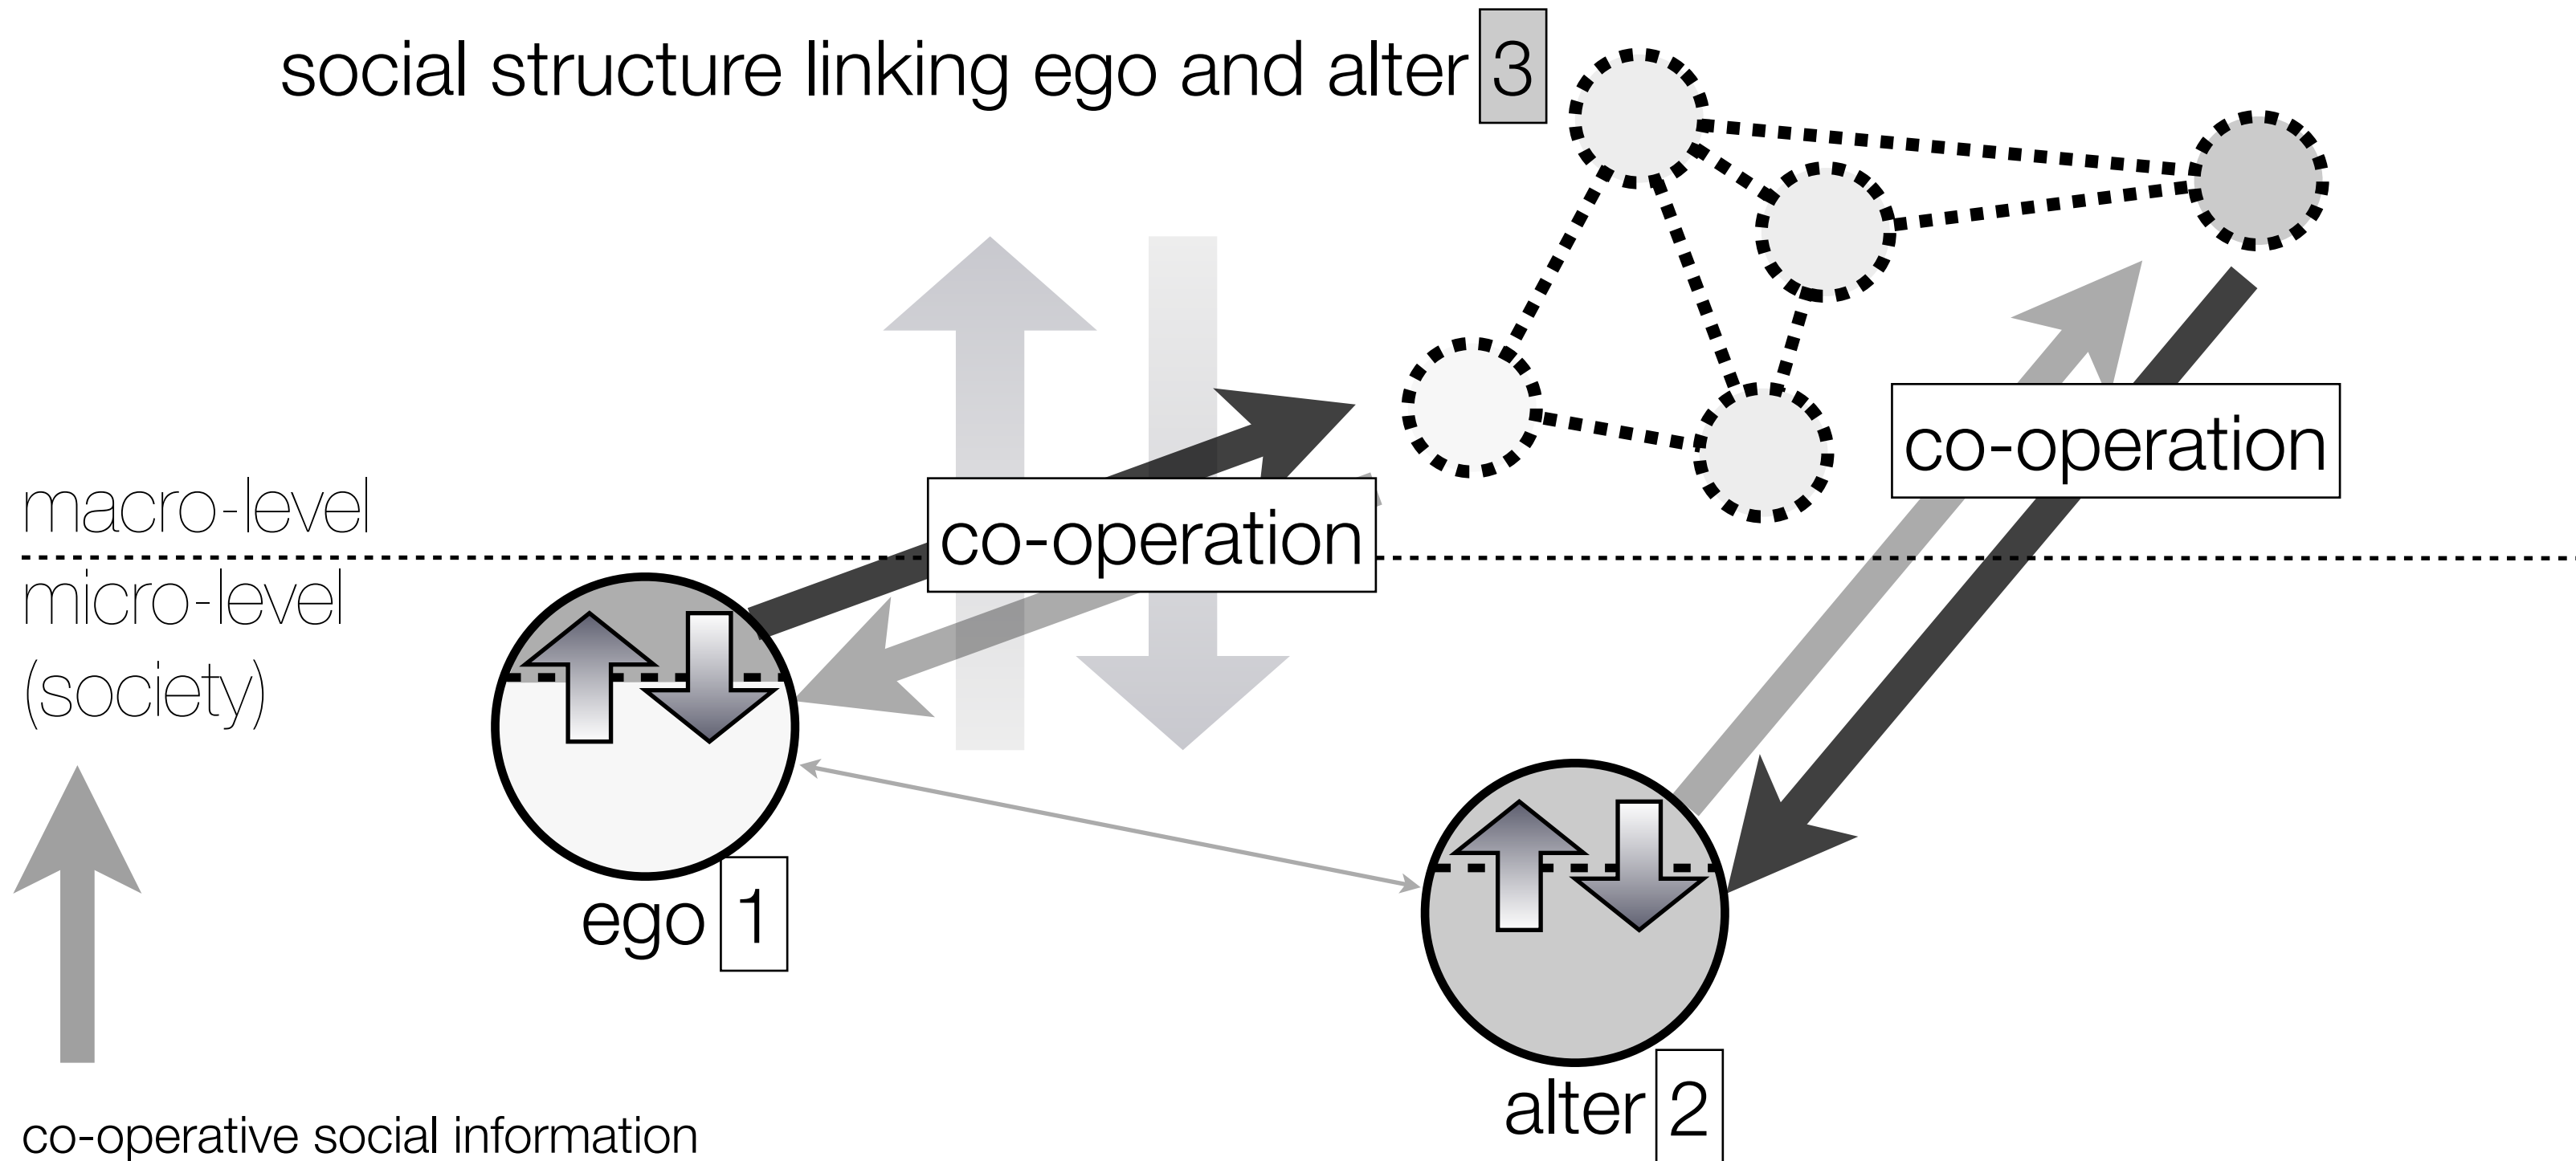 social structure linking ego and alter 3
co-operation
macro-level
co-operation
micro-level
(society)
ego 1
alter 2
co-operative social information